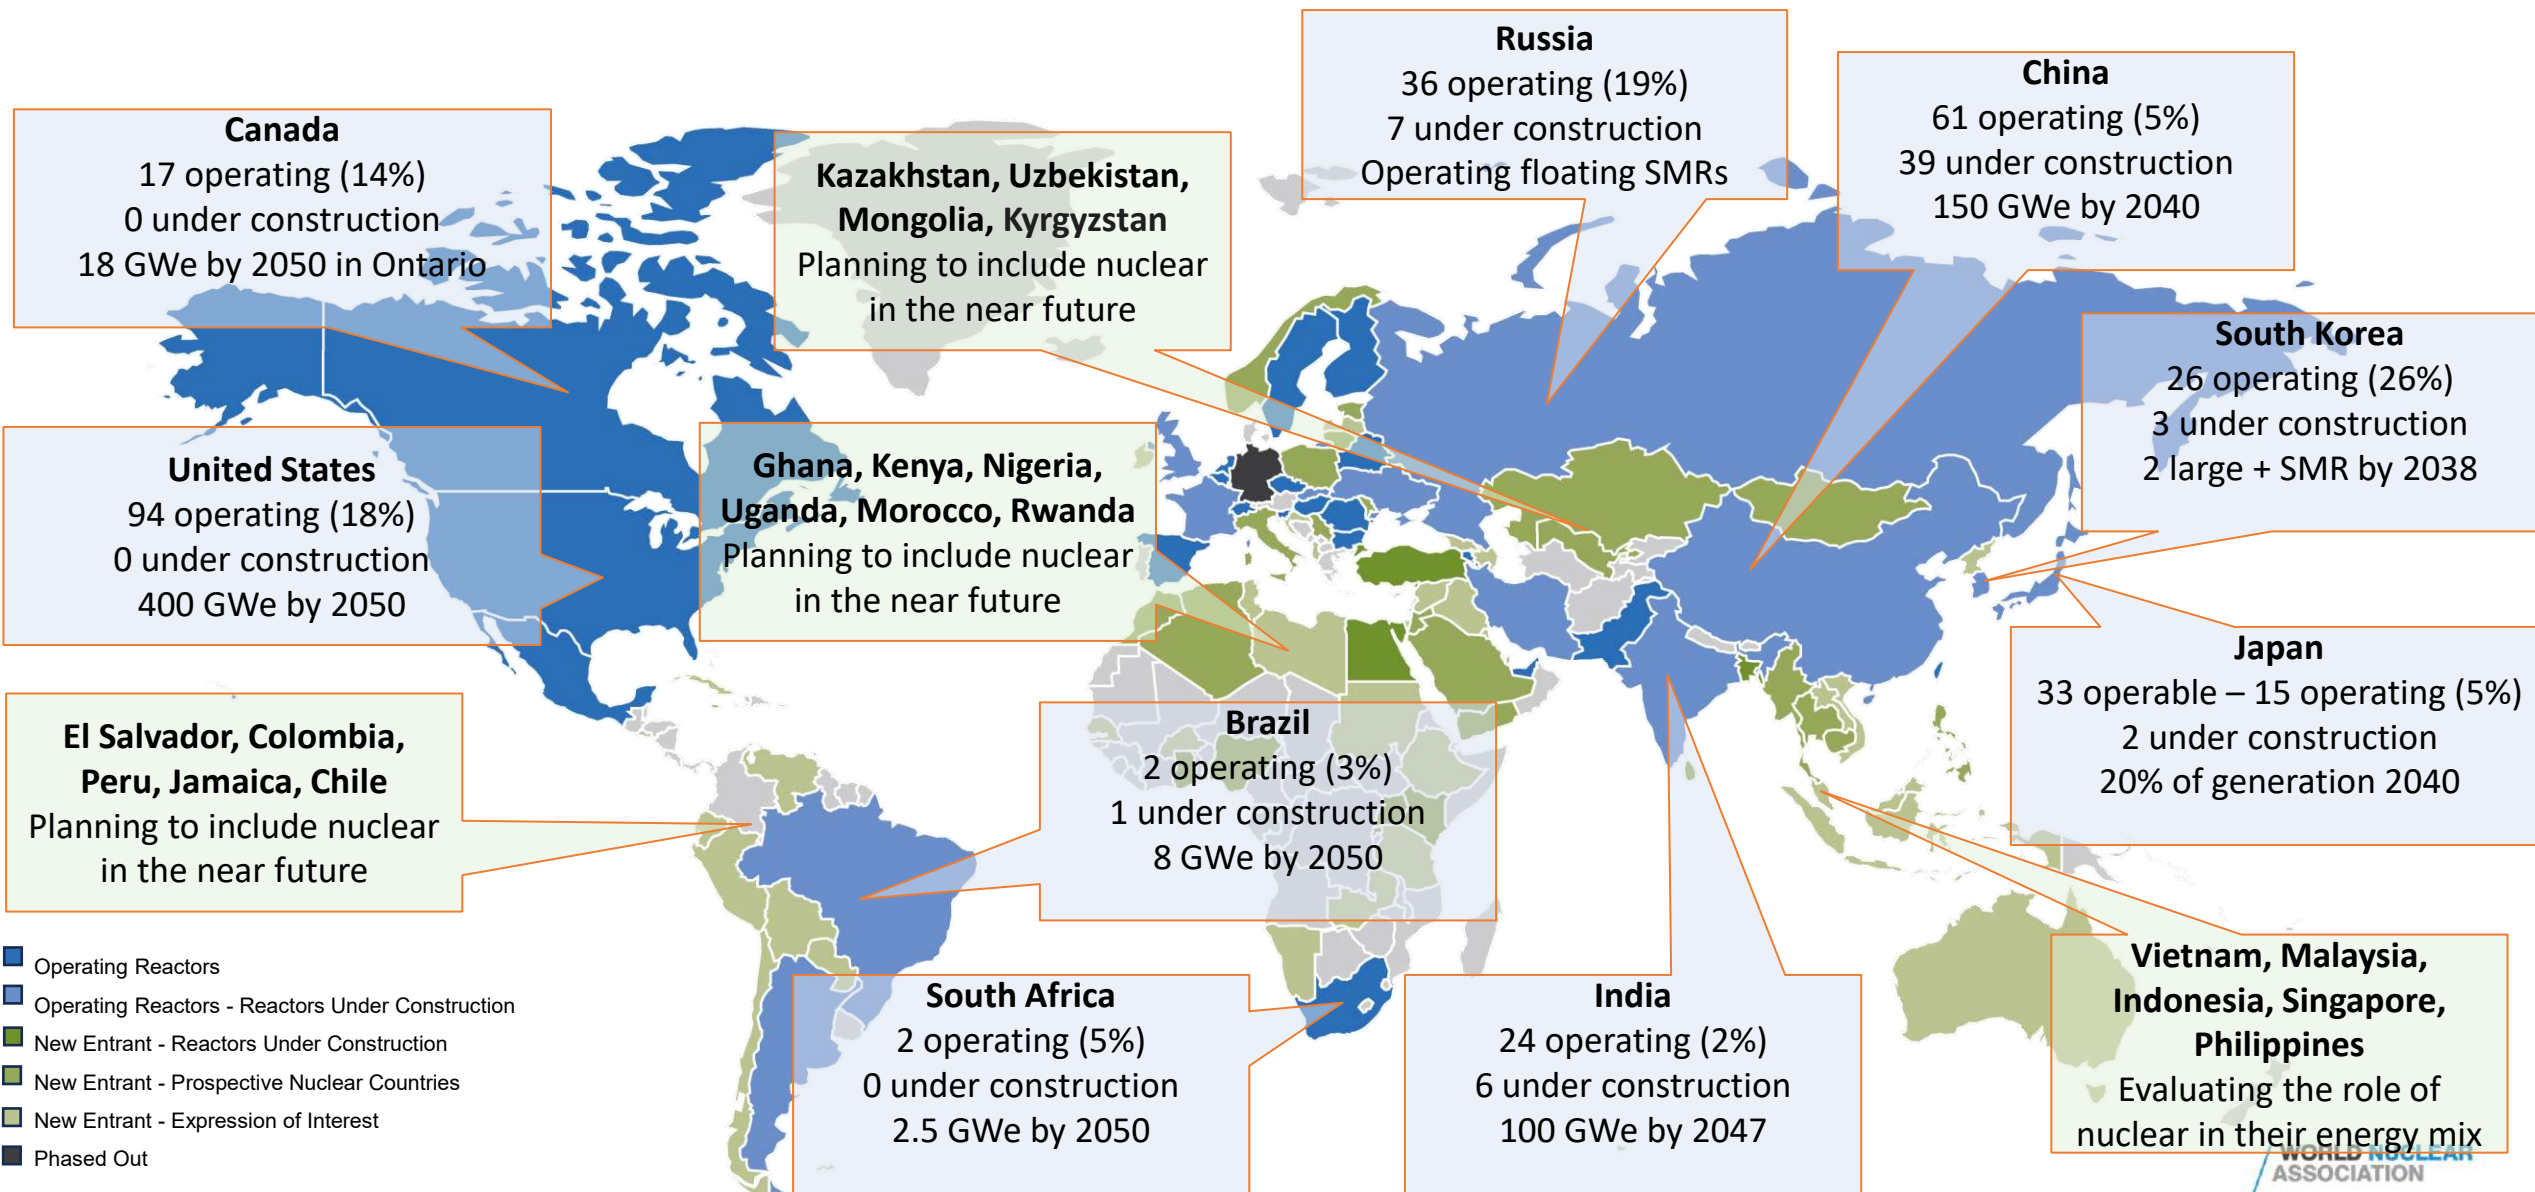 Russia
36 operating (19%)
7 under construction
Operating floating SMRs
China
61 operating (5%)
39 under construction
150 GWe by 2040
Canada
17 operating (14%)
0 under construction
18 GWe by 2050 in Ontario
Kazakhstan, Uzbekistan,
Mongolia, Kyrgyzstan
Planning to include nuclear
in the near future
South Korea
26 operating (26%)
3 under construction
2 large + SMR by 2038
United States
94 operating (18%)
0 under construction
400 GWe by 2050
Ghana, Kenya, Nigeria,
Uganda, Morocco, Rwanda
Planning to include nuclear
in the near future
Japan
33 operable – 15 operating (5%)
2 under construction
20% of generation 2040
El Salvador, Colombia,
Peru, Jamaica, Chile
Planning to include nuclear
in the near future
Brazil
2 operating (3%)
1 under construction
8 GWe by 2050
Vietnam, Malaysia,
Indonesia, Singapore,
Philippines
Evaluating the role of
nuclear in their energy mix
South Africa
2 operating (5%)
0 under construction
2.5 GWe by 2050
India
24 operating (2%)
6 under construction
100 GWe by 2047
Operating Reactors
Operating Reactors - Reactors Under Construction
New Entrant - Reactors Under Construction
New Entrant - Prospective Nuclear Countries
New Entrant - Expression of Interest
Phased Out
WORLD NUCLEAR
ASSOCIATION